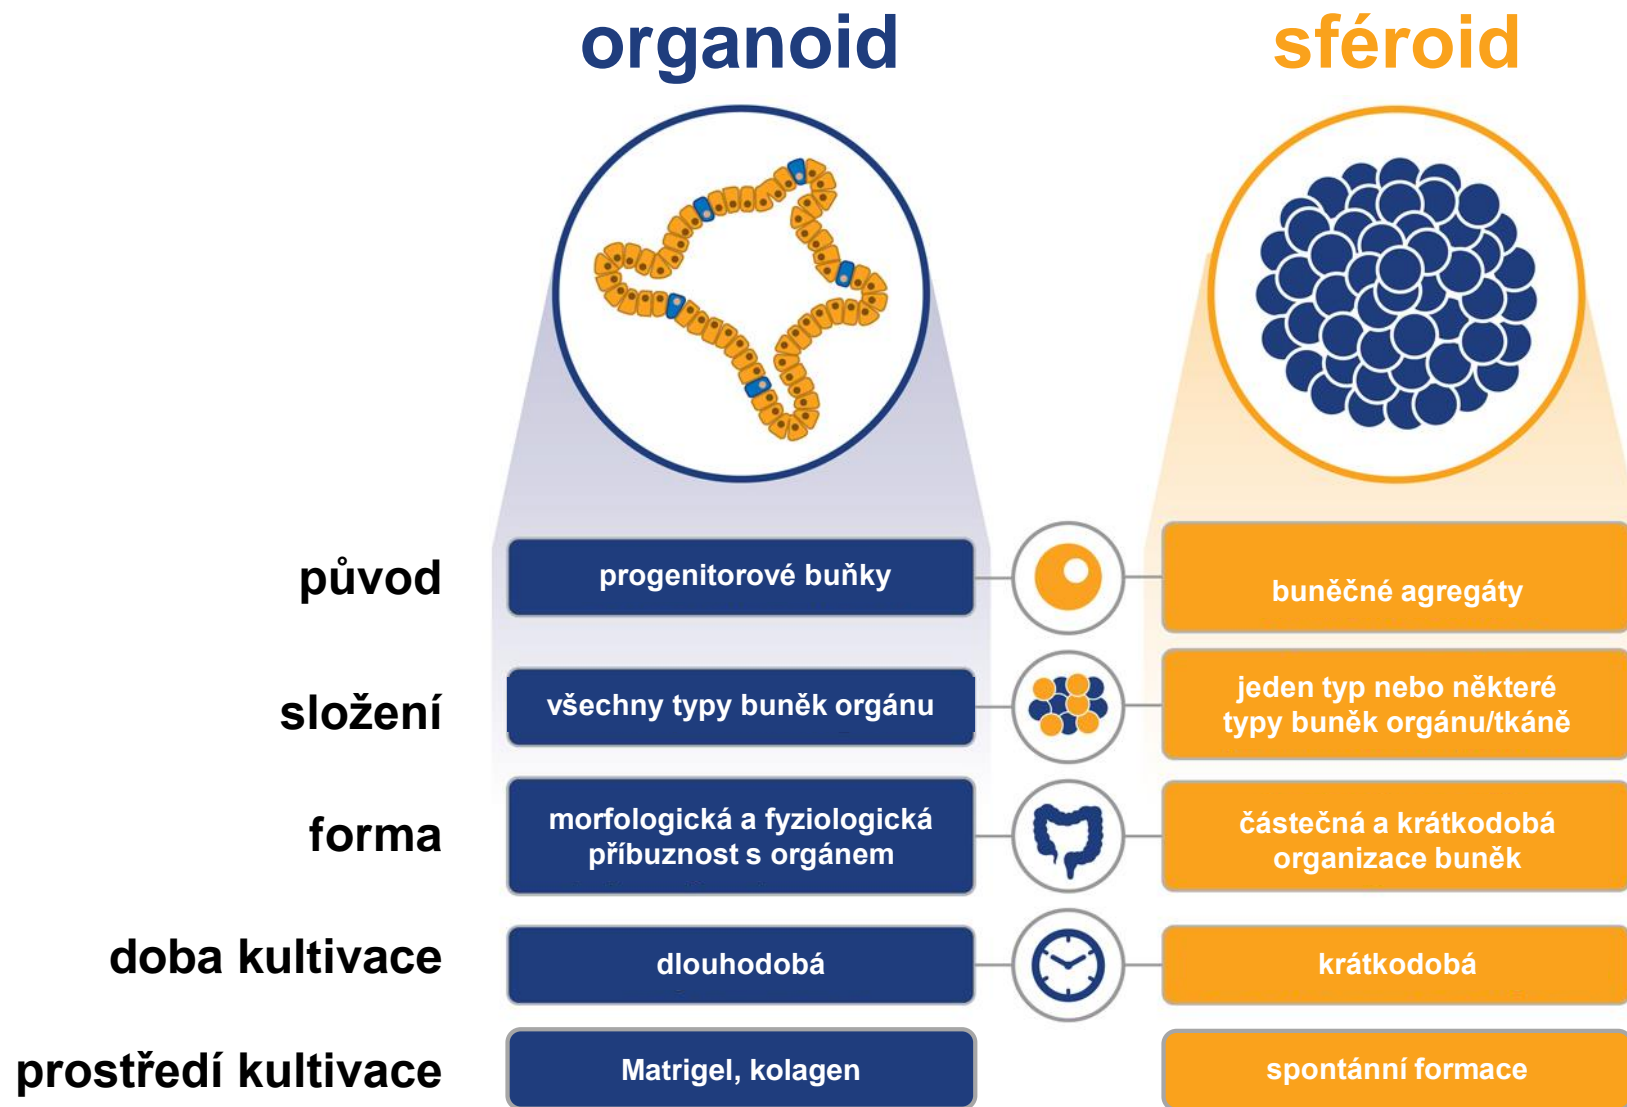 organoid
sféroid
původ
progenitorové buňky
buněčné agregáty
složení
všechny typy buněk orgánu
jeden typ nebo některé
typy buněk orgánu/tkáně
forma
morfologická a fyziologická
příbuznost s orgánem
částečná a krátkodobá
organizace buněk
doba kultivace
dlouhodobá
krátkodobá
prostředí kultivace
Matrigel, kolagen
spontánní formace